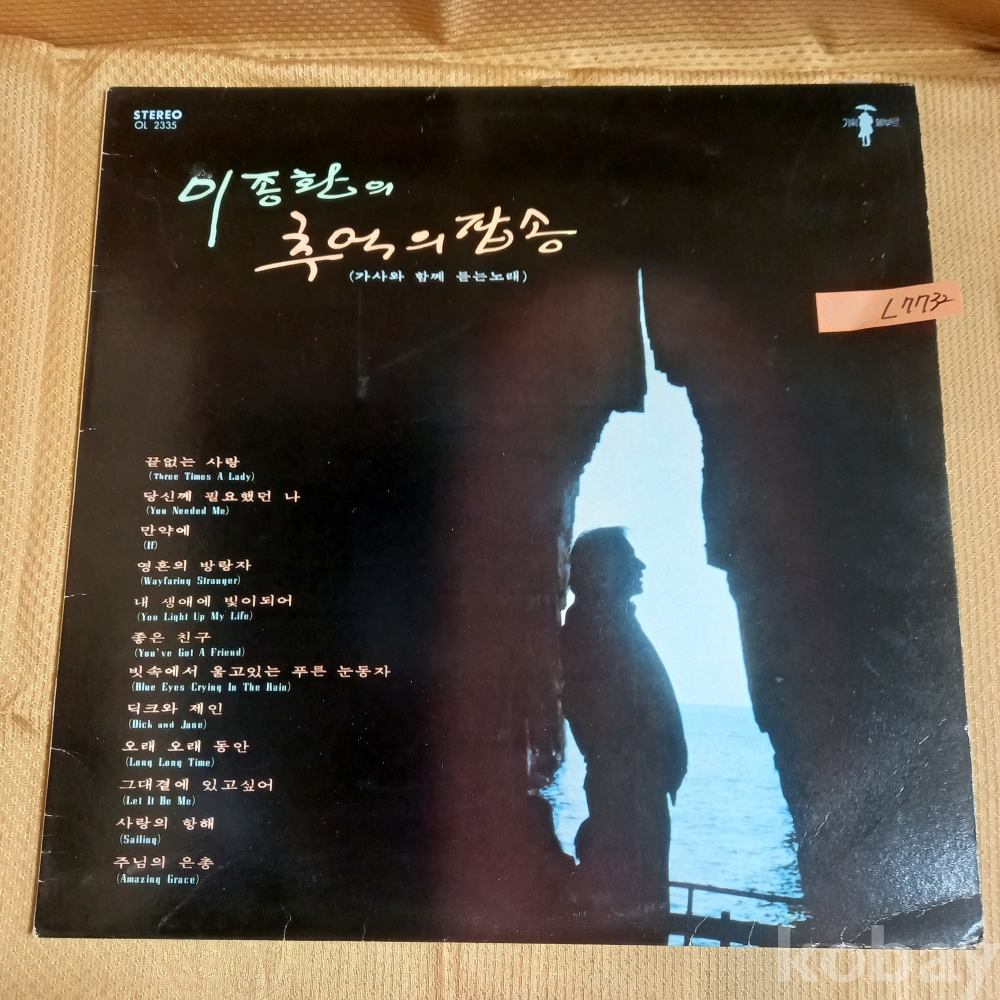 STEREO
OL 2335
기획 솔부르
이종환의
추억의 팝송
(가사와 함께 듣는노래)
L7732
끝없는 사랑
(Three Times A Lady)
당신께 필요했던 나
(You Needed Me)
만약에
(If)
영혼의 방랑자
(Wayfaring Stranger)
내 생애에 빛이되어
(You Light Up My Life)
좋은 친구
(You've Got A Friend)
빗속에서 울고있는 푸른 눈동자
(Blue Eyes Crying In The Rain)
딕크와 제인
(Dick and Jane)
오래 오래 동안
(Long Long Time)
그대곁에 있고싶어
(Let It Be Me)
사랑의 항해
(Sailing)
주님의 은총
(Amazing Grace)
kobay